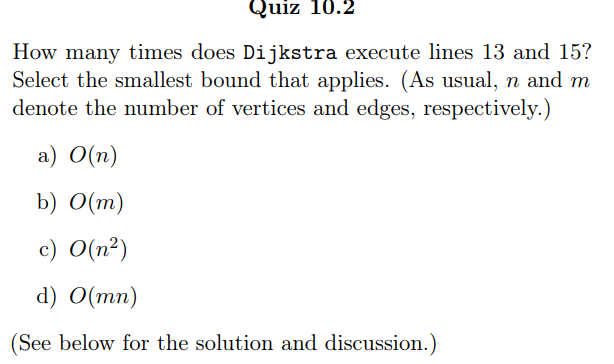 Quiz 10.2
How many times does Dijkstra execute lines 13 and 15?
Select the smallest bound that applies. (As usual, n and m
denote the number of vertices and edges, respectively.)
a) O(n)
b) O(m)
c) O(n²)
d) O(mn)
(See below for the solution and discussion.)